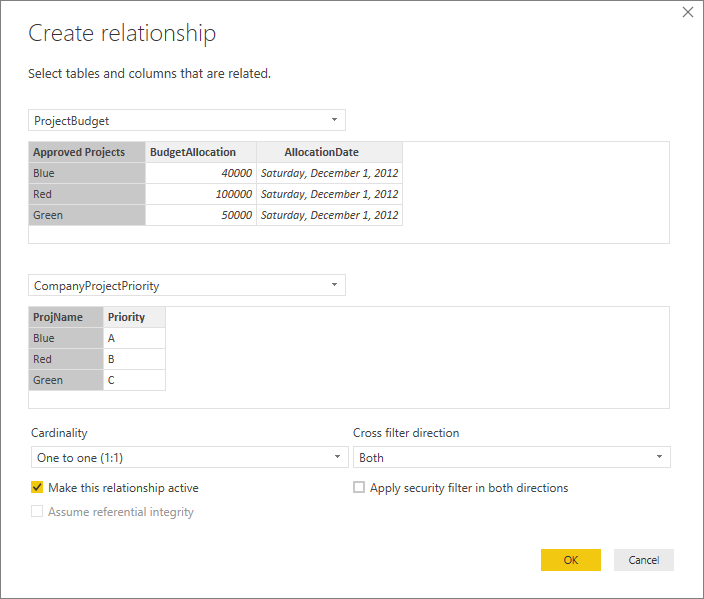 Create relationship
Select tables and columns that are related.
ProjectBudget
Approved Projects BudgetAllocation AllocationDate
Blue 40000 Saturday, December 1, 2012
Red 100000 Saturday, December 1, 2012
Green 50000 Saturday, December 1, 2012
CompanyProjectPriority
ProjName Priority
Blue A
Red B
Green C
Cardinality Cross filter direction
One to one (1:1) Both
Make this relationship active Apply security filter in both directions
Assume referential integrity
OK Cancel